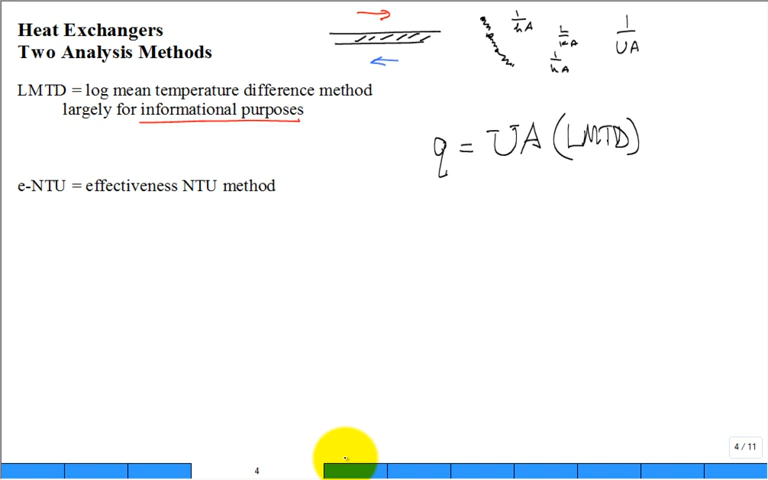 Heat Exchangers
Two Analysis Methods
LMTD = log mean temperature difference method
largely for informational purposes
e-NTU = effectiveness NTU method
1/hA
L/kA
1/hA
1/UA
q = UA (LMTD)
4 / 11
4